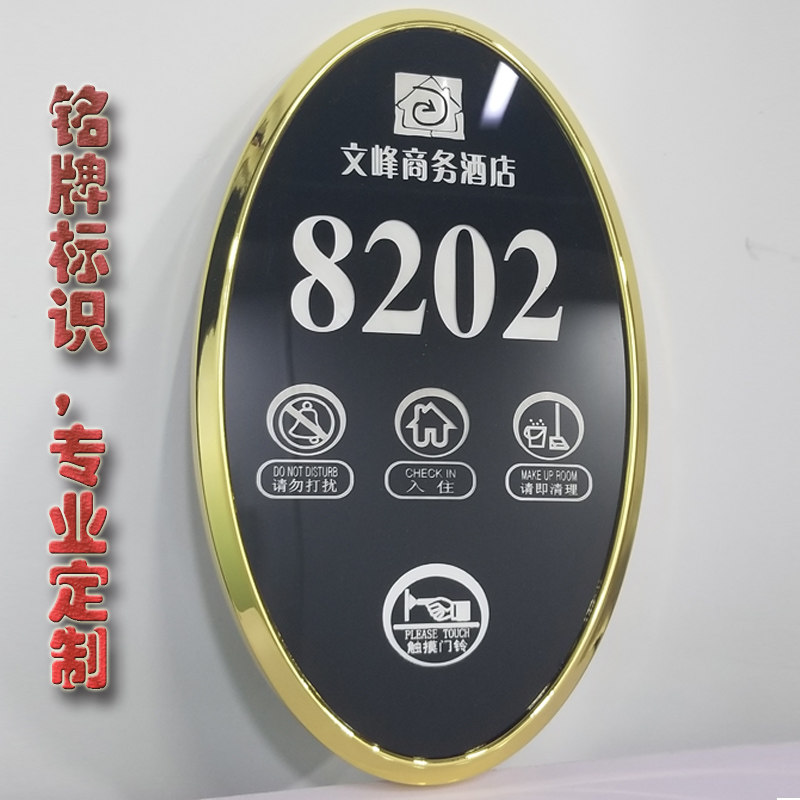 铭牌标识,专业定制
文峰商务酒店
8202
DO NOT DISTURB
请勿打扰
CHECK IN
入住
MAKE UP ROOM
请即清理
PLEASE TOUCH
触摸门铃